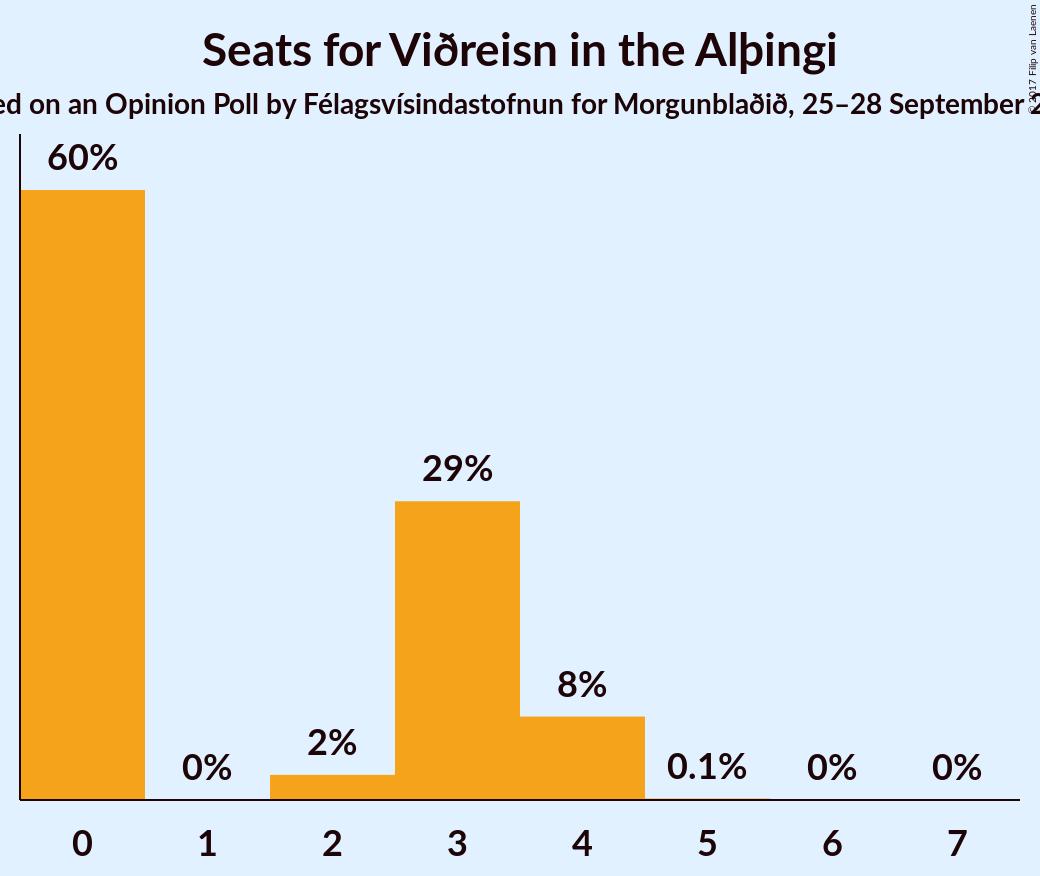 Seats for Viðreisn in the Alþingi
on an Opinion Poll by Félagsvísindastofnun for Morgunblaðið, 25–28 September
© 2017 Filip van Laenen
60%
29%
8%
2%
0%
0.1%
0%
0%
0 1 2 3 4 5 6 7